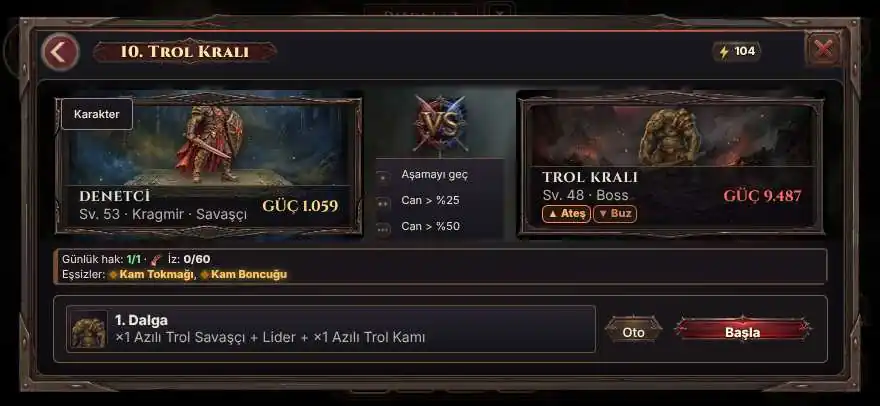 10. TROL KRALI
104
Karakter
DENETÇİ
Sv. 53 · Kragmir · Savaşçı
GÜÇ 1.059
VS
Aşamayı geç
Can > %25
Can > %50
TROL KRALI
Sv. 48 · Boss
GÜÇ 9.487
▲ Ateş ▼ Buz
Günlük hak: 1/1 · İz: 0/60
Eşsizler: Kam Tokmağı, Kam Boncuğu
1. Dalga
×1 Azılı Trol Savaşçı + Lider + ×1 Azılı Trol Kamı
Oto
Başla